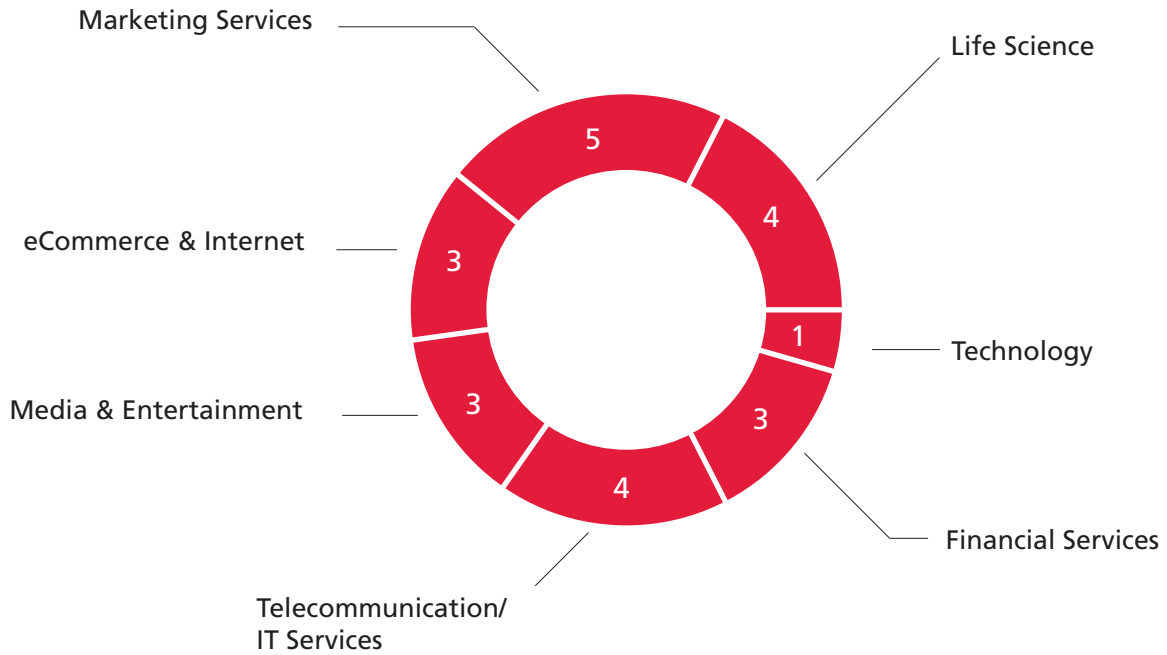 Marketing Services
Life Science
5
4
eCommerce & Internet
3
1
Technology
Media & Entertainment
3
3
4
Financial Services
Telecommunication/
IT Services